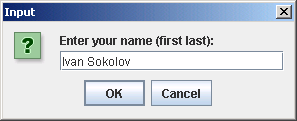 Input
Enter your name (first last):
Ivan Sokolov
OK Cancel